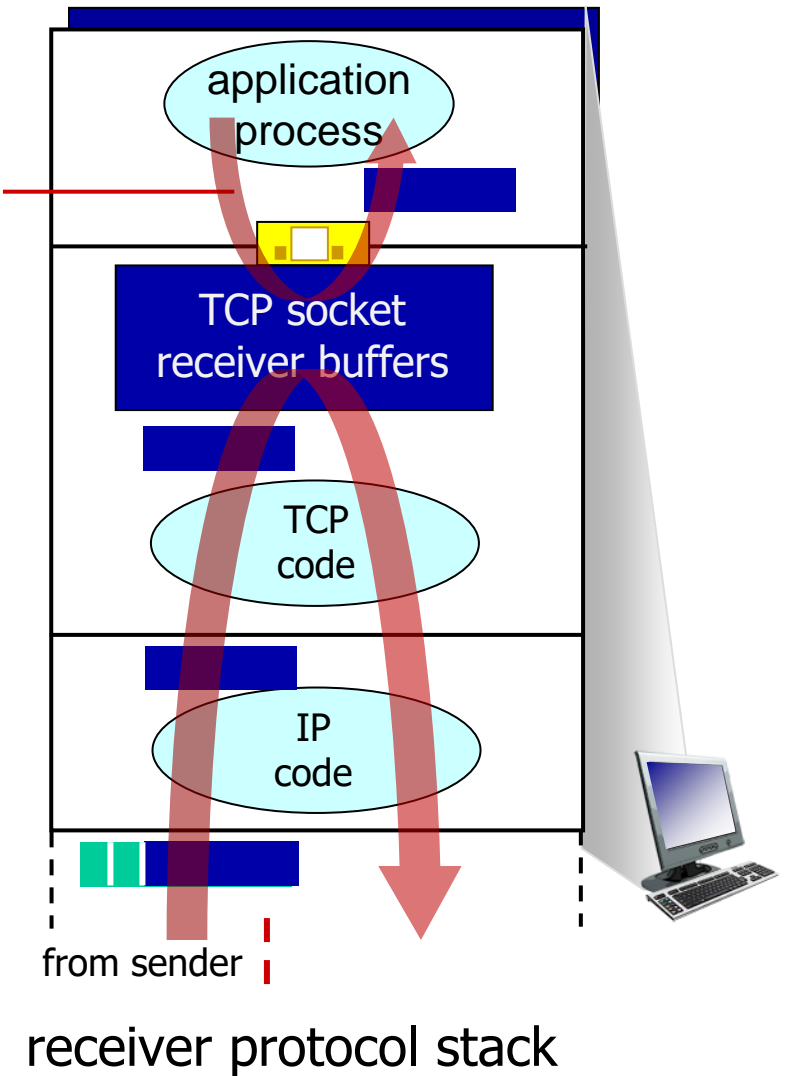 application
process
TCP socket
receiver buffers
TCP
code
IP
code
from sender
receiver protocol stack